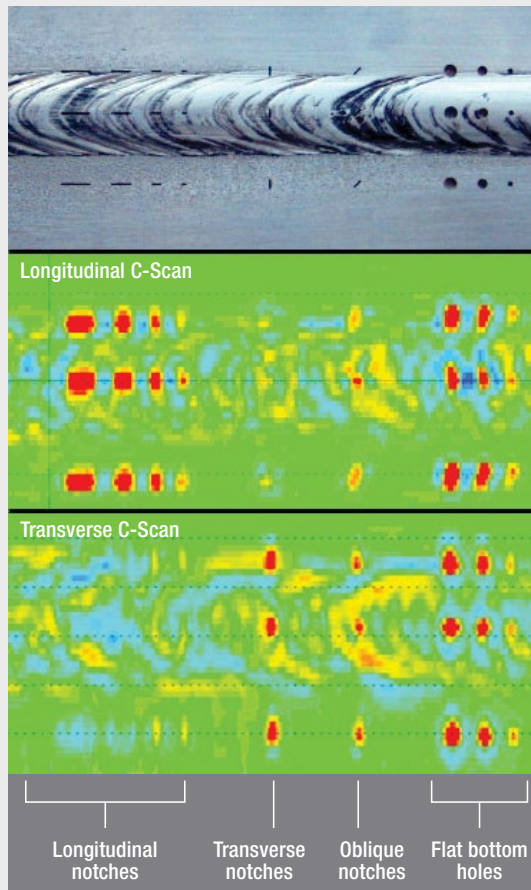 Longitudinal C-Scan
Transverse C-Scan
Longitudinal
notches
Transverse
notches
Oblique
notches
Flat bottom
holes